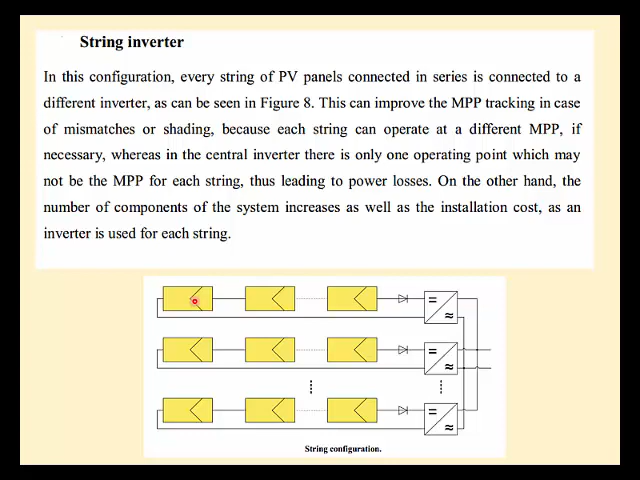 String inverter
In this configuration, every string of PV panels connected in series is connected to a
different inverter, as can be seen in Figure 8. This can improve the MPP tracking in case
of mismatches or shading, because each string can operate at a different MPP, if
necessary, whereas in the central inverter there is only one operating point which may
not be the MPP for each string, thus leading to power losses. On the other hand, the
number of components of the system increases as well as the installation cost, as an
inverter is used for each string.
=
≈
=
≈
=
≈
String configuration.